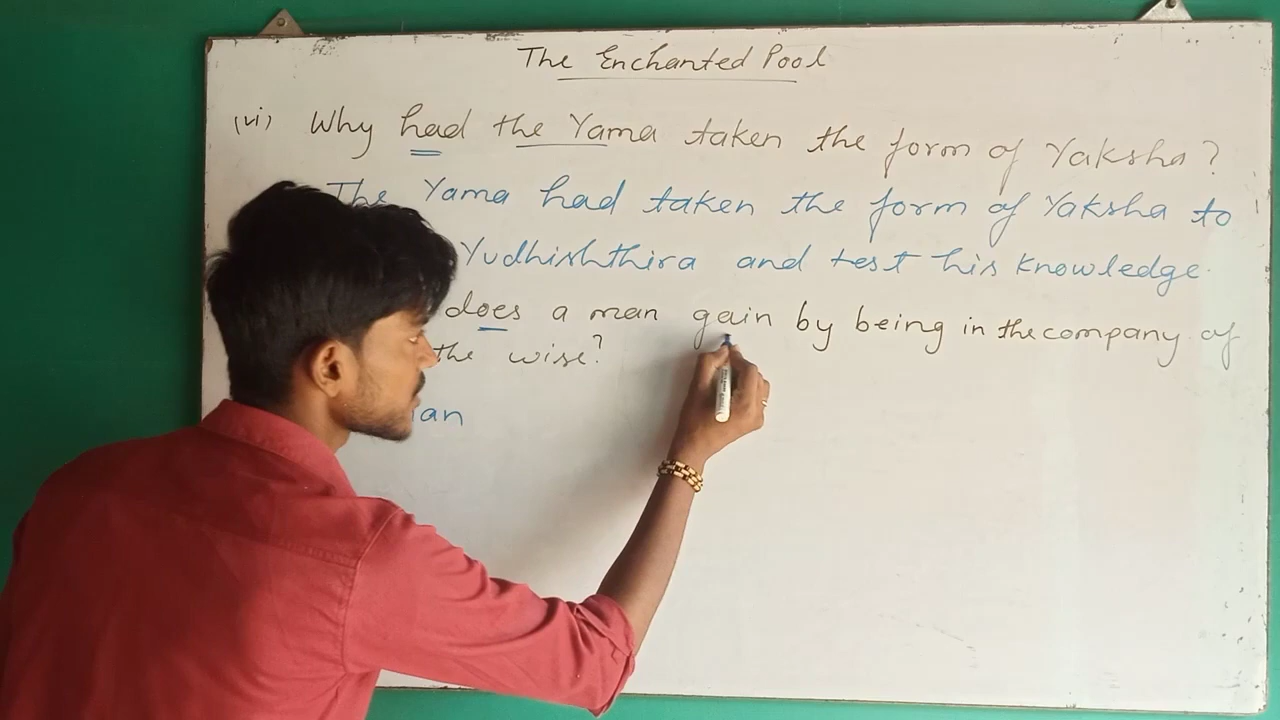 The Enchanted Pool
(vi) Why had the Yama taken the form of Yaksha?
The Yama had taken the form of Yaksha to
Yudhishthira and test his knowledge.
does a man gain by being in the company of
the wise?
an